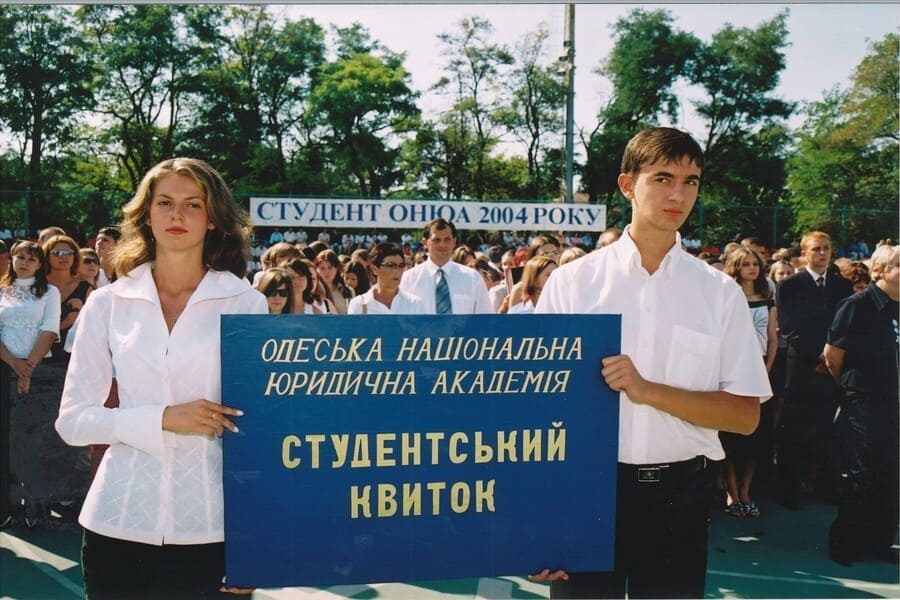 СТУДЕНТ ОНЮА 2004 РОКУ
ОДЕСЬКА НАЦІОНАЛЬНА
ЮРИДИЧНА АКАДЕМІЯ
СТУДЕНТСЬКИЙ
КВИТОК